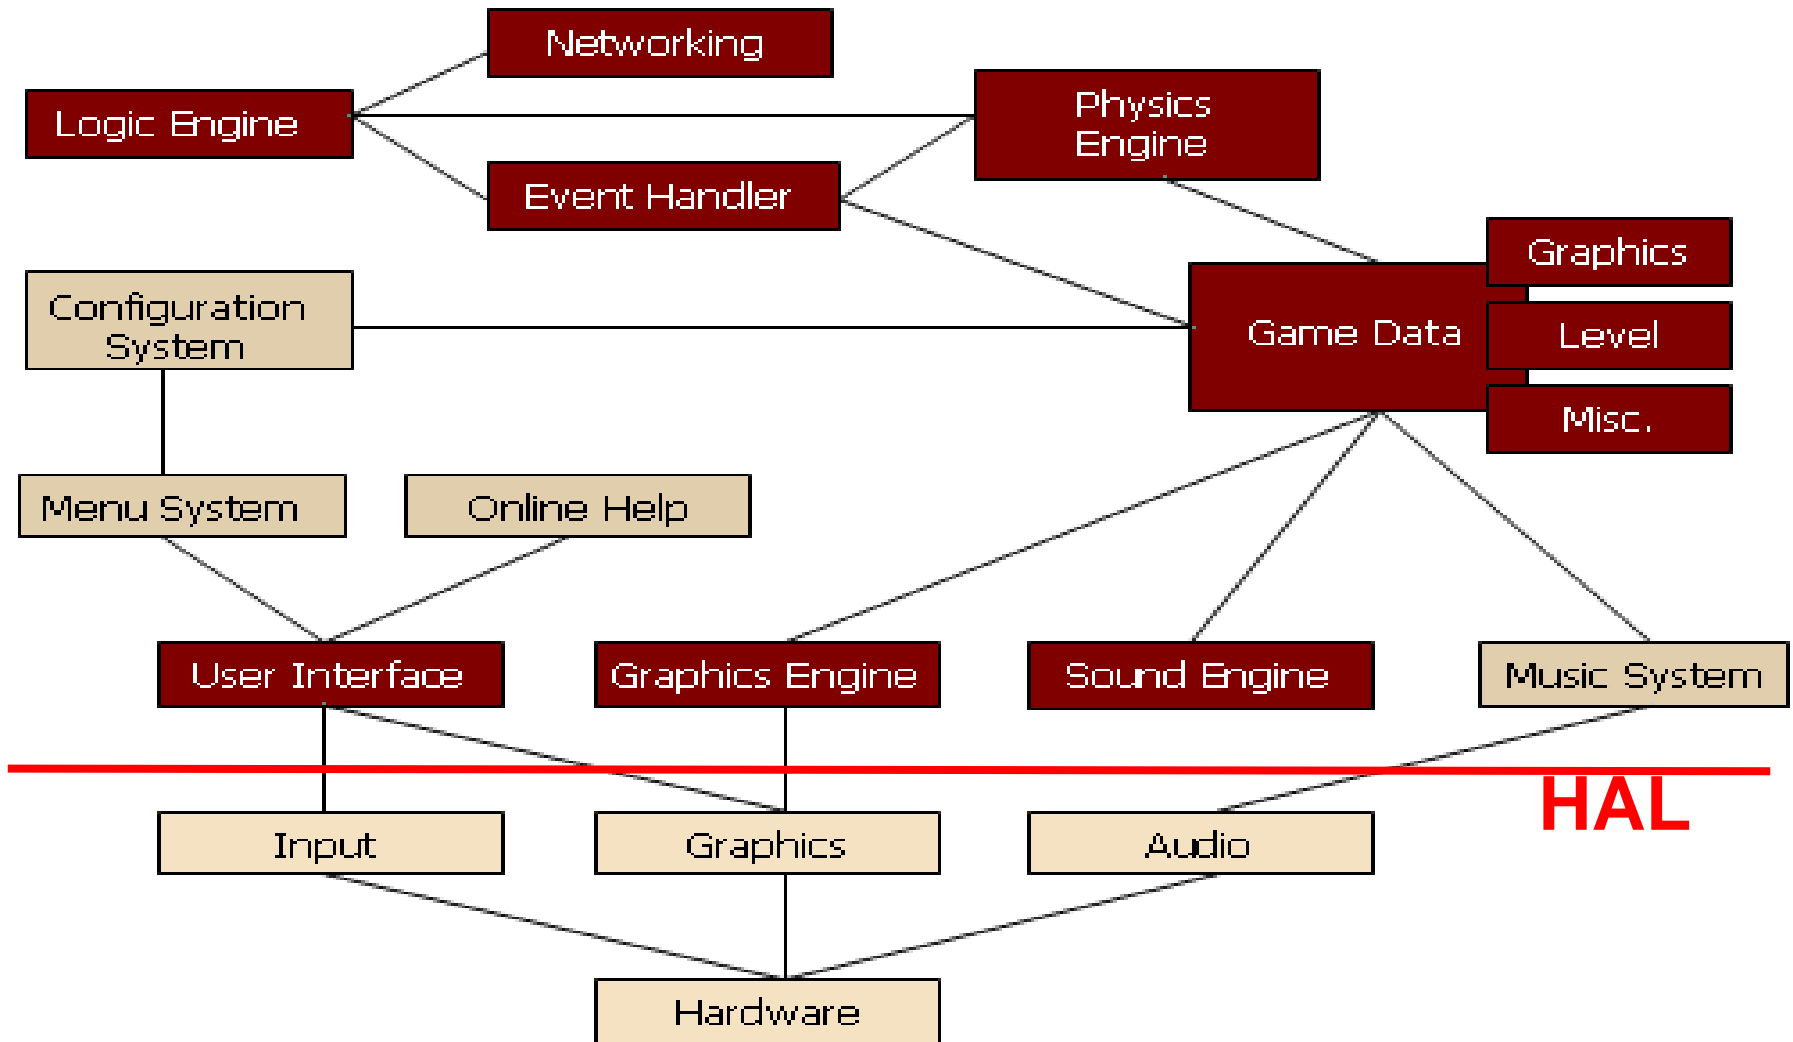 Networking
Logic Engine
Physics
Engine
Event Handler
Graphics
Configuration
System
Game Data
Level
Misc.
Menu System
Online Help
User Interface
Graphics Engine
Sound Engine
Music System
HAL
Input
Graphics
Audio
Hardware